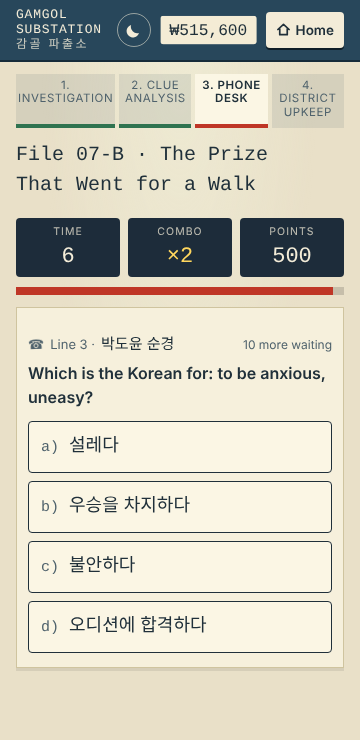 GAMGOL
SUBSTATION
감골 파출소
₩515,600
Home
1.
INVESTIGATION
2. CLUE
ANALYSIS
3. PHONE
DESK
4.
DISTRICT
UPKEEP
File 07-B · The Prize
That Went for a Walk
TIME
6
COMBO
×2
POINTS
500
☎ Line 3 · 박도윤 순경
10 more waiting
Which is the Korean for: to be anxious,
uneasy?
a) 설레다
b) 우승을 차지하다
c) 불안하다
d) 오디션에 합격하다